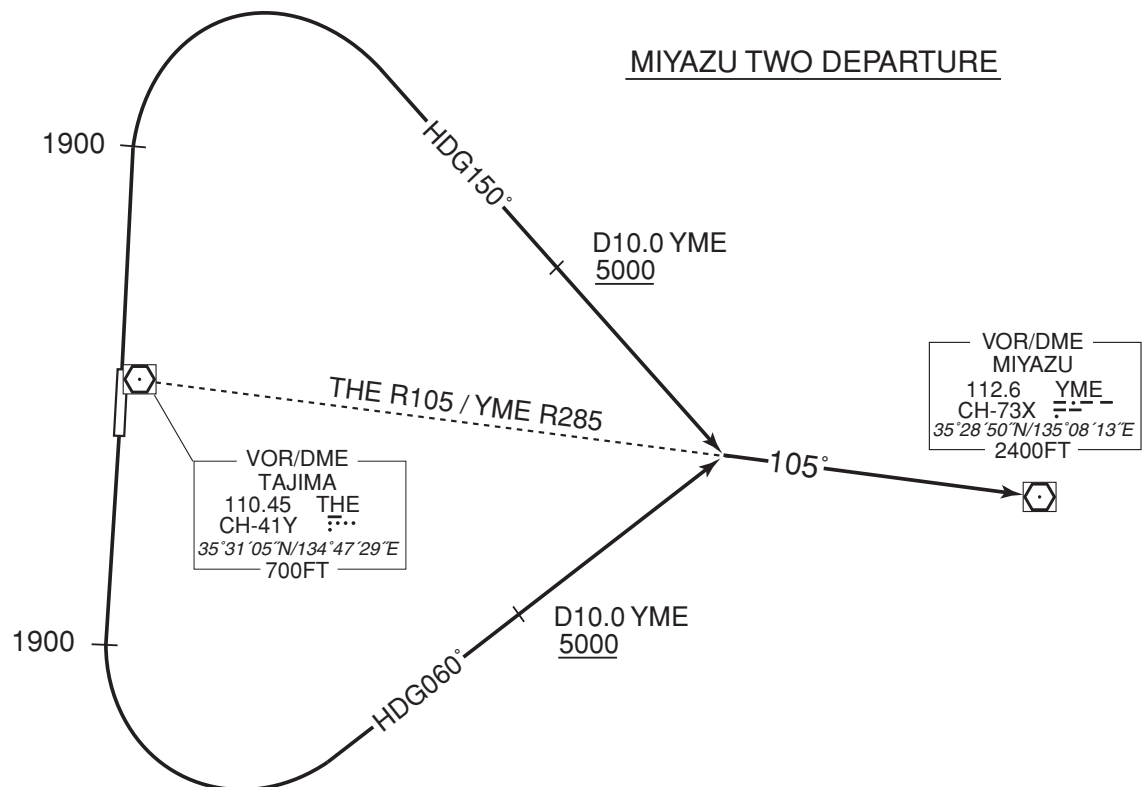 MIYAZU TWO DEPARTURE
1900
HDG150°
D10.0 YME
5000
VOR/DME
MIYAZU
112.6 YME
CH-73X
35°28´50˝N/135°08´13˝E
2400FT
THE R105 / YME R285
105°
VOR/DME
TAJIMA
110.45 THE
CH-41Y
35°31´05˝N/134°47´29˝E
700FT
D10.0 YME
5000
1900
HDG060°